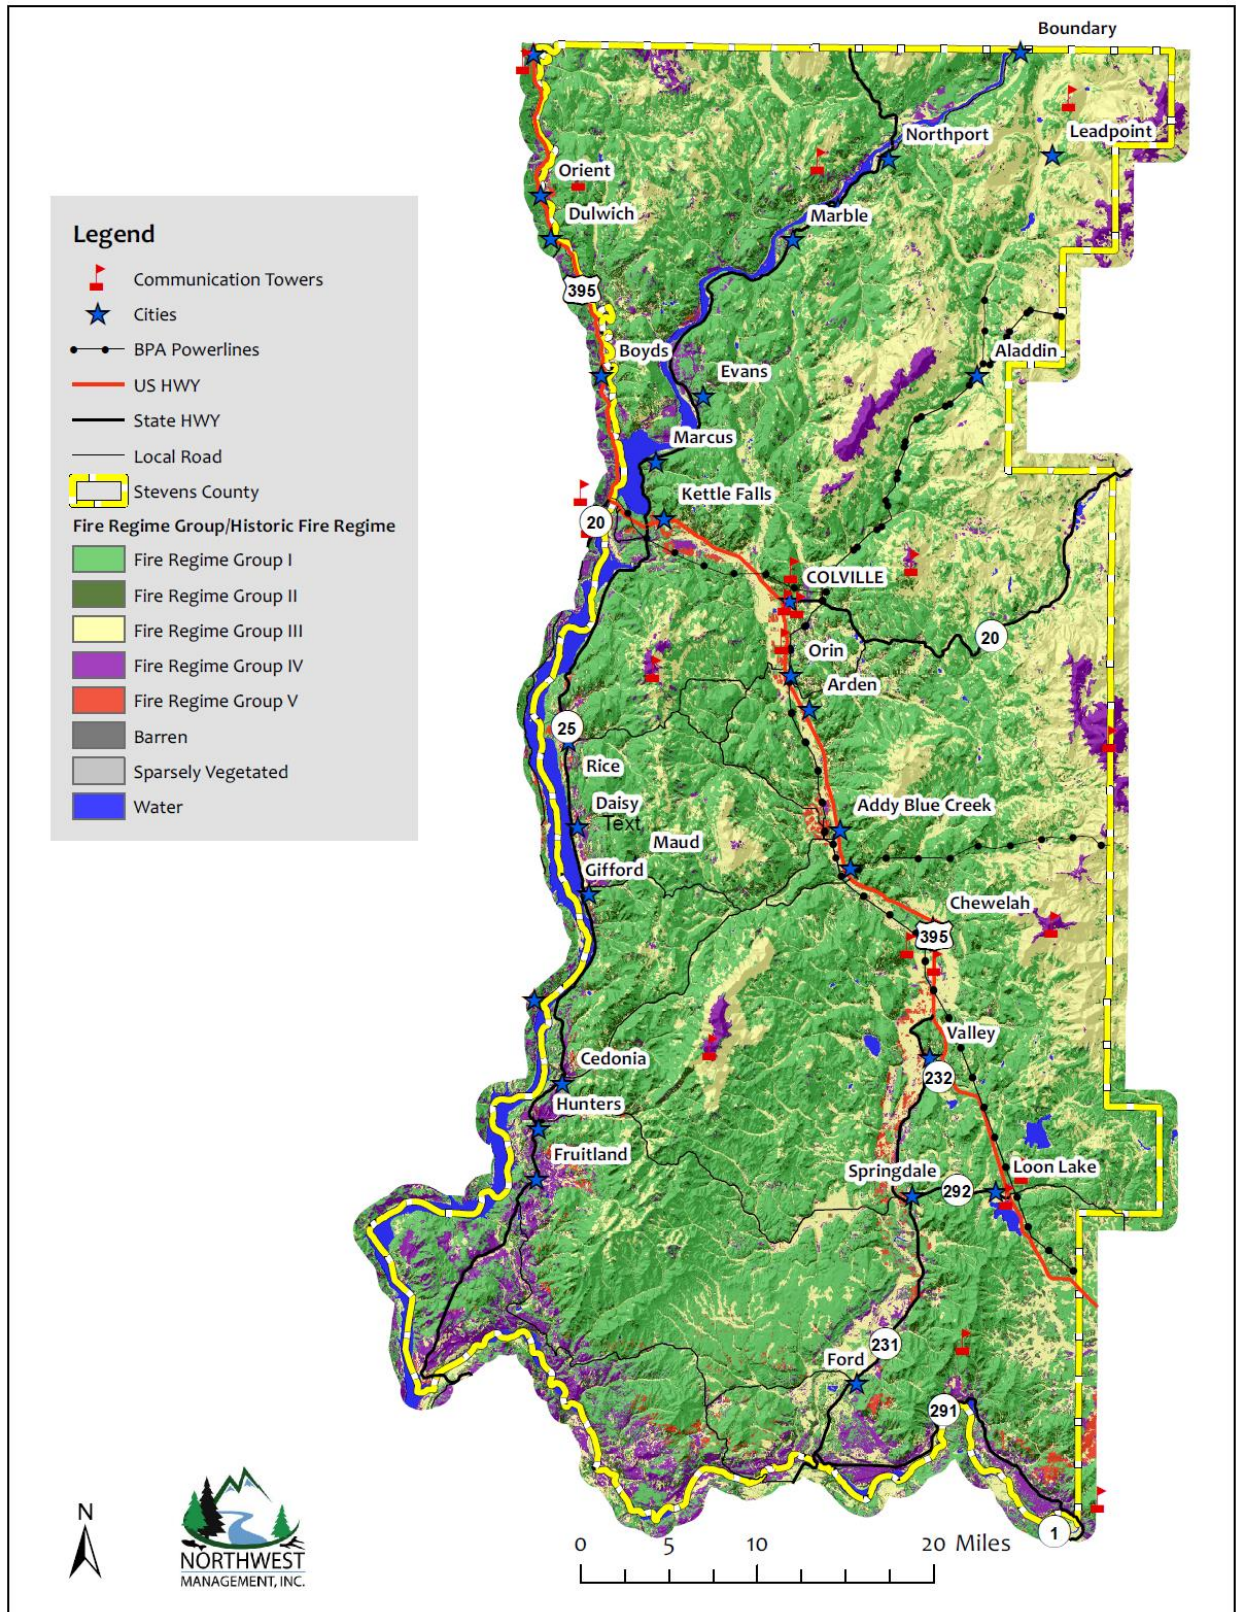 Boundary
Northport
Leadpoint
Orient
Dulwich
Marble
395
Boyds
Aladdin
Evans
Marcus
Kettle Falls
20
COLVILLE
20
Orin
Arden
25
Rice
Daisy
Text
Addy Blue Creek
Maud
Gifford
Chewelah
395
Valley
Cedonia
232
Hunters
Fruitland
Springdale
Loon Lake
292
231
Ford
291
1
Legend
Communication Towers
Cities
BPA Powerlines
US HWY
State HWY
Local Road
Stevens County
Fire Regime Group/Historic Fire Regime
Fire Regime Group I
Fire Regime Group II
Fire Regime Group III
Fire Regime Group IV
Fire Regime Group V
Barren
Sparsely Vegetated
Water
N
NORTHWEST
MANAGEMENT, INC.
0 5 10 20 Miles